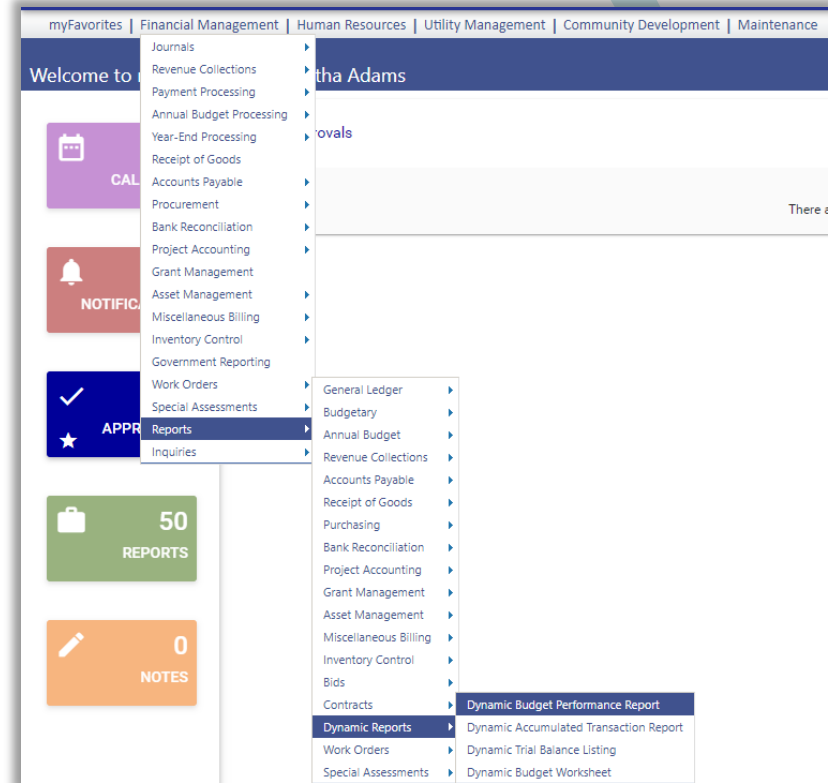 myFavorites | Financial Management | Human Resources | Utility Management | Community Development | Maintenance
Welcome to
tha Adams
Journals
Revenue Collections
Payment Processing
Annual Budget Processing
Year-End Processing
Receipt of Goods
Accounts Payable
Procurement
Bank Reconciliation
Project Accounting
Grant Management
Asset Management
Miscellaneous Billing
Inventory Control
Government Reporting
Work Orders
Special Assessments
Reports
Inquiries
ovals
There a
CAL
NOTIFIC
APPR
50
REPORTS
0
NOTES
General Ledger
Budgetary
Annual Budget
Revenue Collections
Accounts Payable
Receipt of Goods
Purchasing
Bank Reconciliation
Project Accounting
Grant Management
Asset Management
Miscellaneous Billing
Inventory Control
Bids
Contracts
Dynamic Reports
Work Orders
Special Assessments
Dynamic Budget Performance Report
Dynamic Accumulated Transaction Report
Dynamic Trial Balance Listing
Dynamic Budget Worksheet